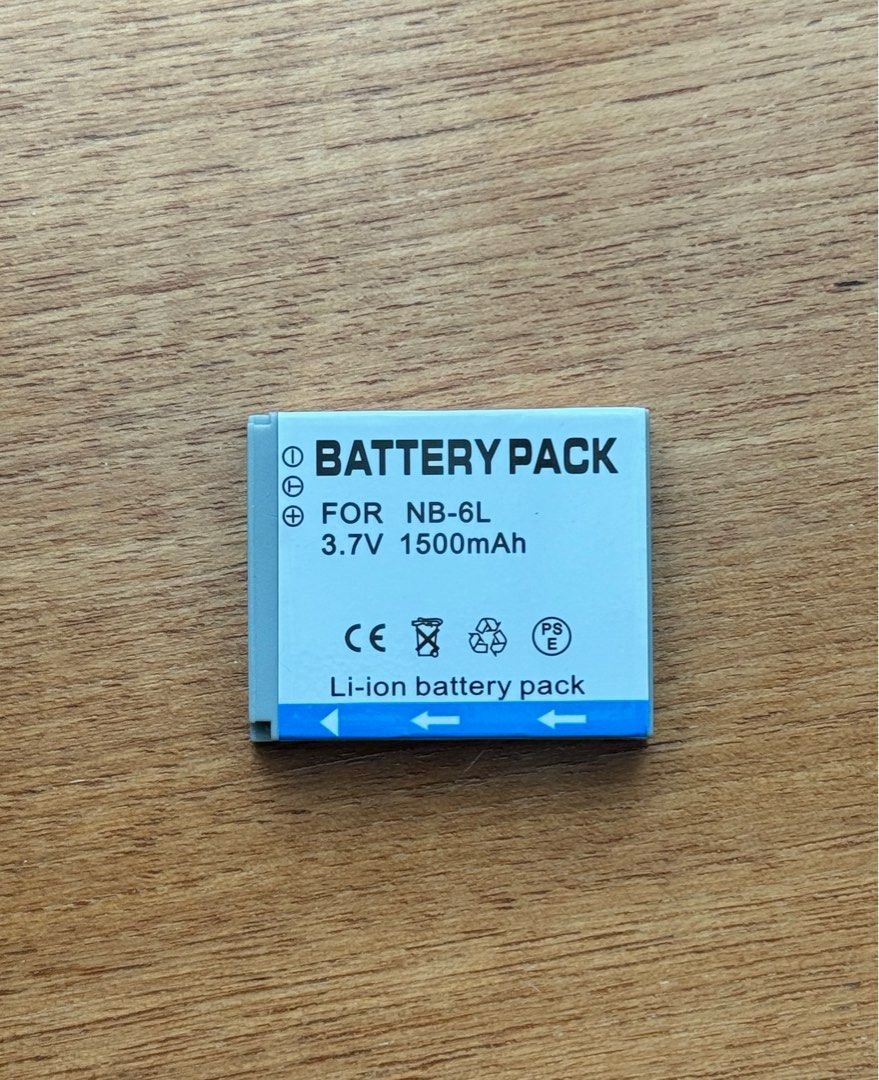 BATTERY PACK
FOR NB-6L
3.7V 1500mAh
CE PS E
Li-ion battery pack